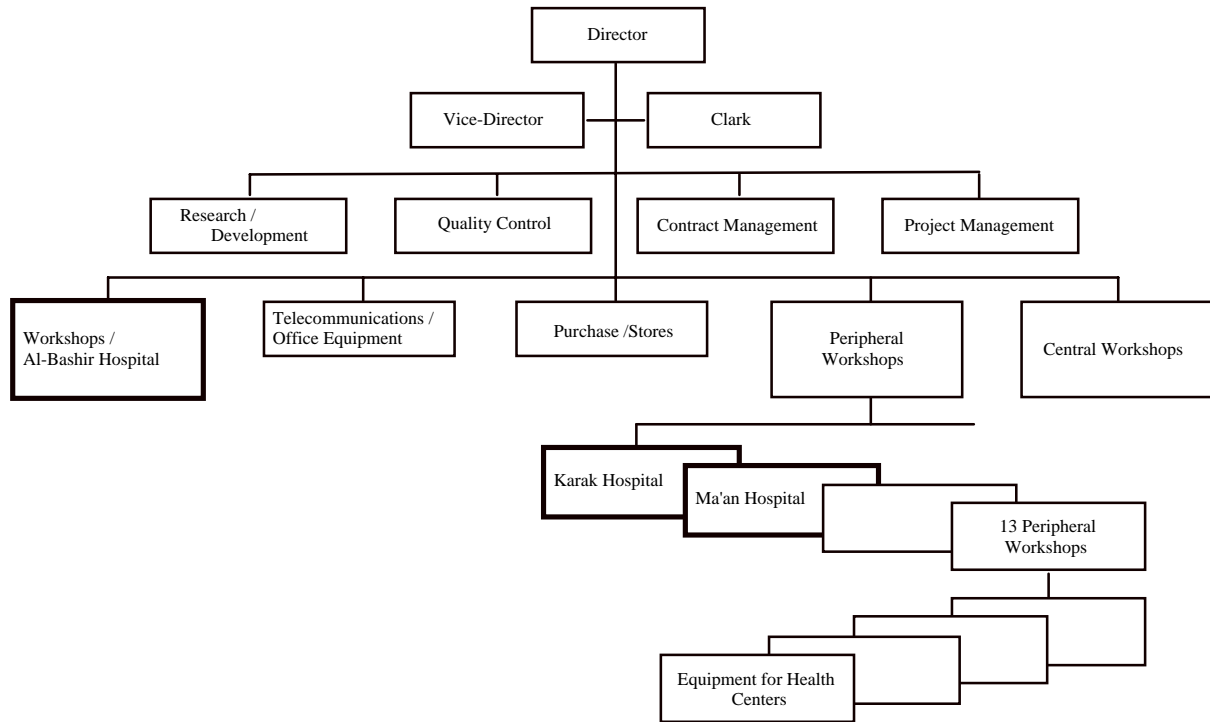 Director
Vice-Director
Clark
Research /
Development
Quality Control
Contract Management
Project Management
Workshops /
Al-Bashir Hospital
Telecommunications /
Office Equipment
Purchase /Stores
Peripheral
Workshops
Central Workshops
Karak Hospital
Ma'an Hospital
13 Peripheral
Workshops
Equipment for Health
Centers